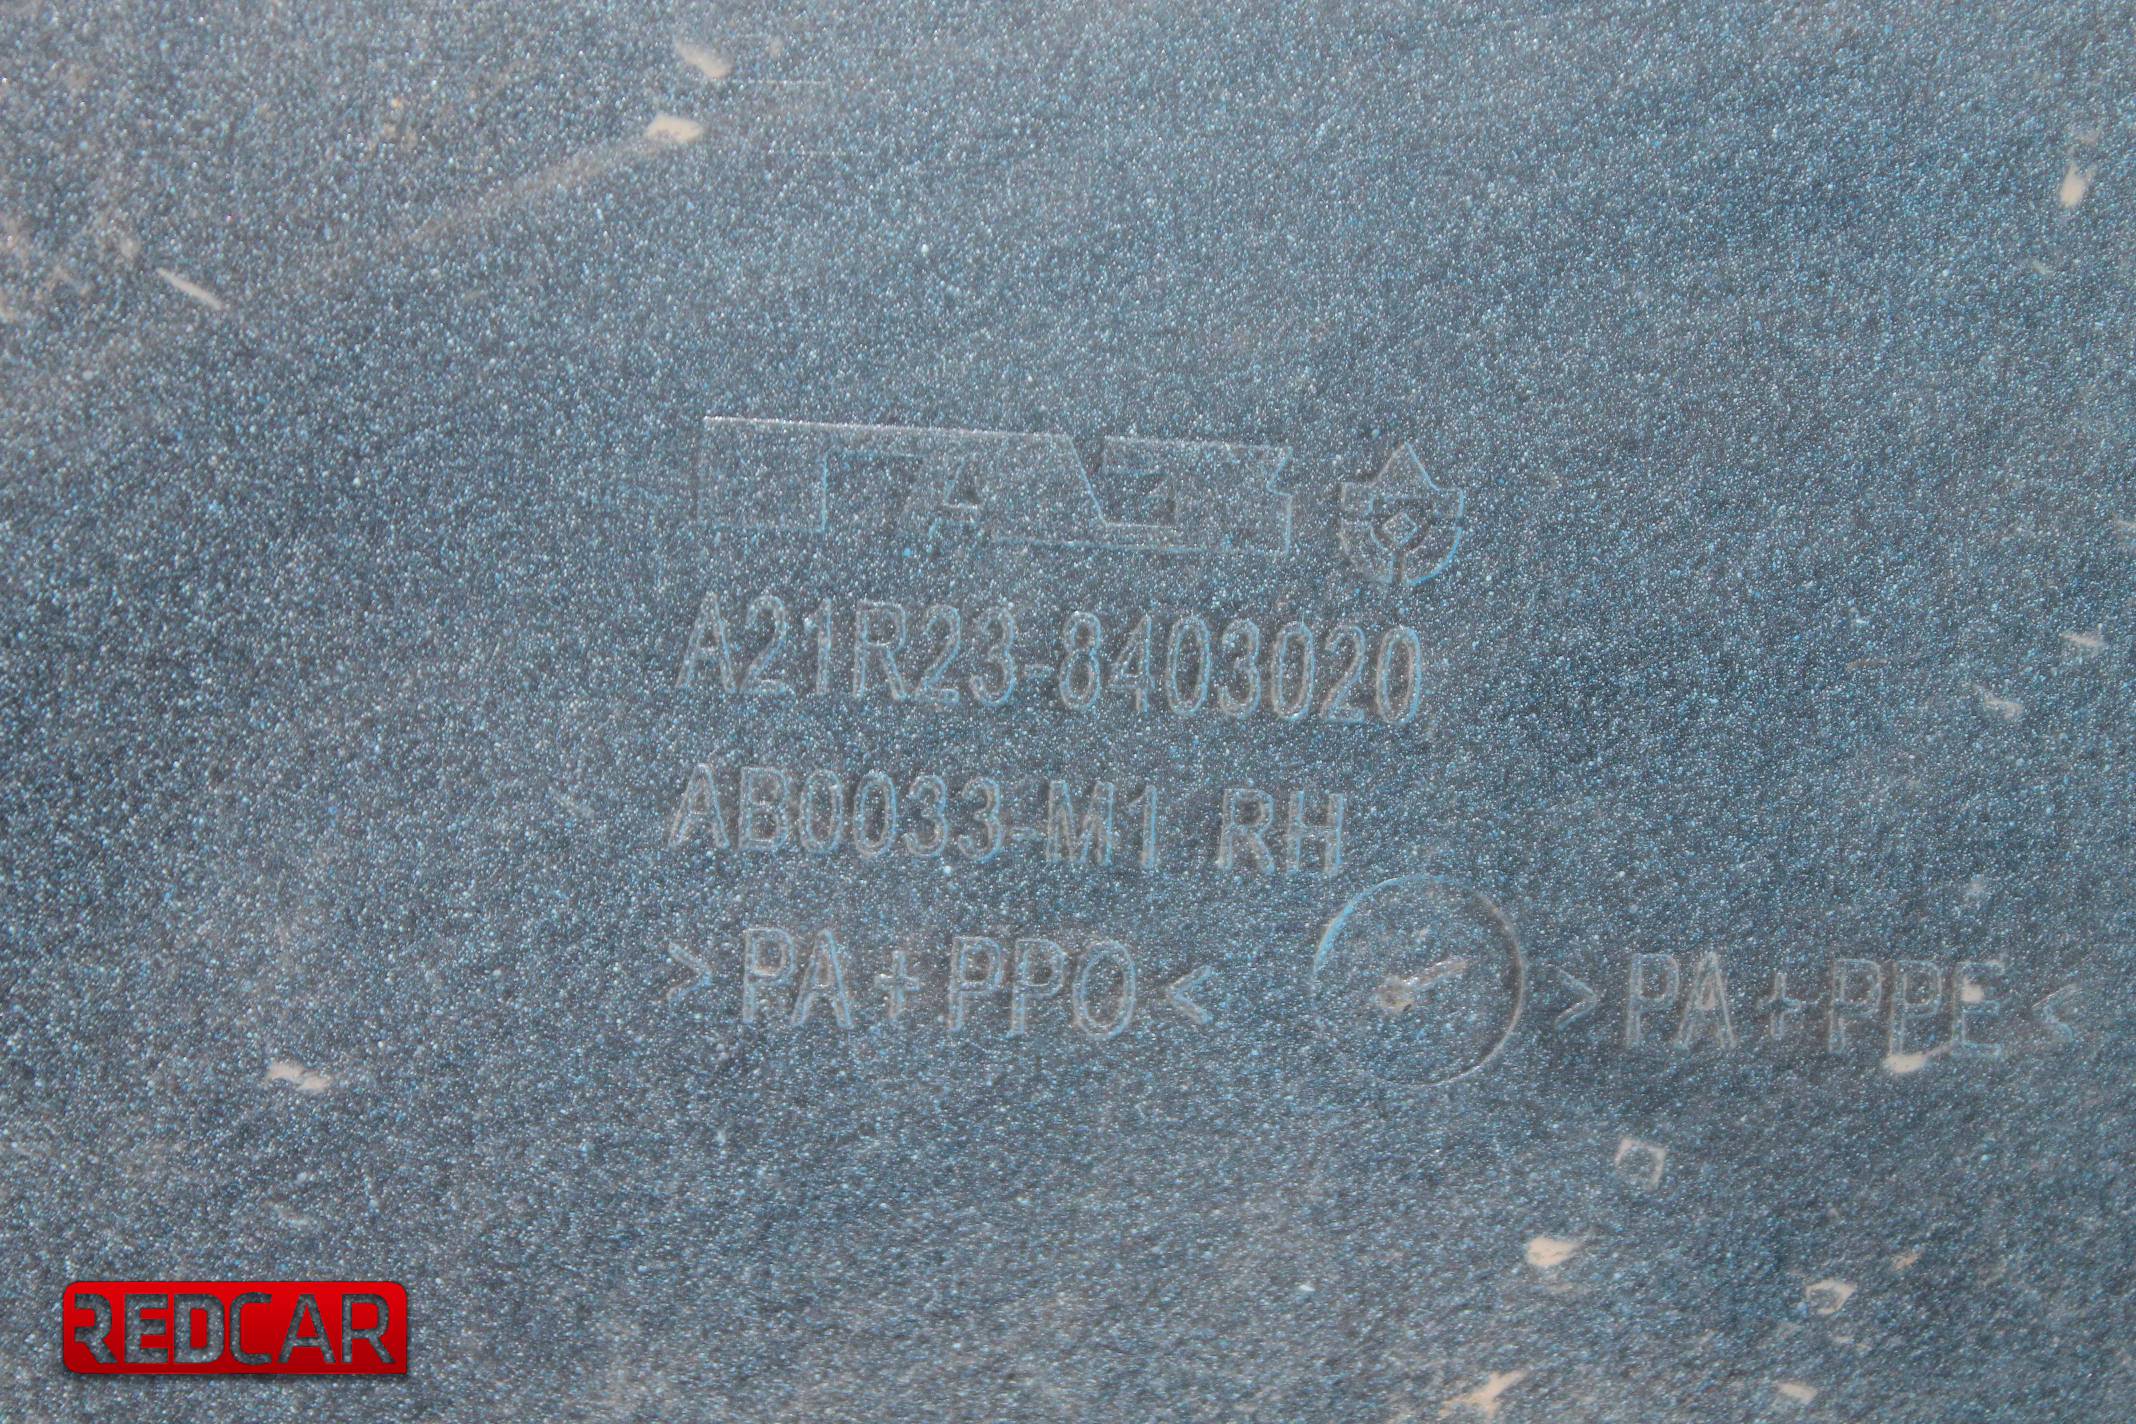 ГАЗ
A21R23-8403020
AB0033-M1 RH
>PA+PPO< >PA+PPE<
REDCAR